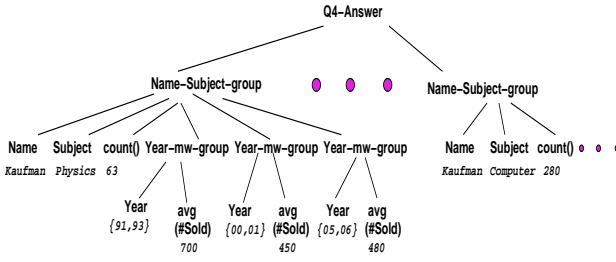 Q4-Answer
Name-Subject-group
Name-Subject-group
Name Subject count() Year-mw-group Year-mw-group Year-mw-group
Name Subject count()
Kaufman Physics 63
Kaufman Computer 280
Year avg Year avg Year avg
{91,93} (#Sold) {00,01} (#Sold) {05,06} (#Sold)
700 450 480